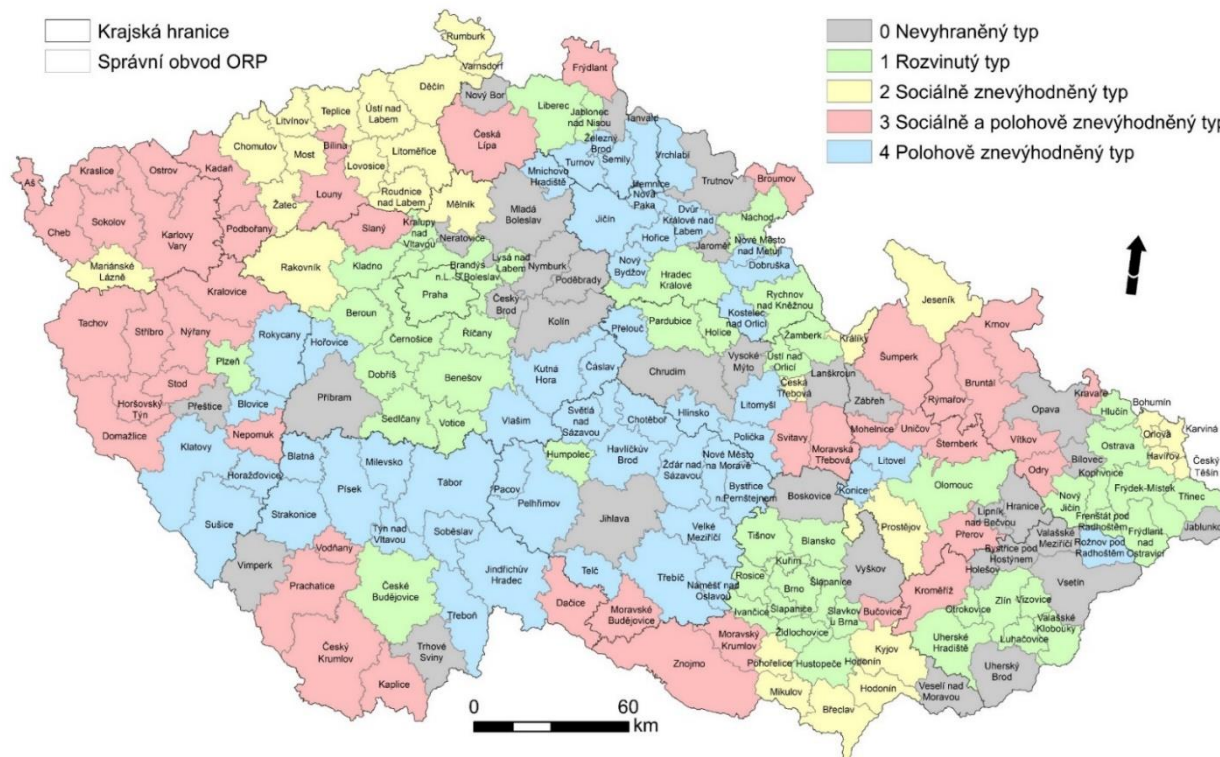 Krajská hranice
Správní obvod ORP
0 Nevyhraněný typ
1 Rozvinutý typ
2 Sociálně znevýhodněný typ
3 Sociálně a polohově znevýhodněný typ
4 Polohově znevýhodněný typ
Rumburk
Varnsdorf
Děčín
Nový Bor
Frýdlant
Liberec
Jablonec
nad Nisou
Tanvald
Železný
Brod
Teplice
Ústí nad
Labem
Litvínov
Chomutov
Most
Bílina
Lovosice
Litoměřice
Česká
Lípa
Turnov
Semily
Vrchlabí
Mnichovo
Hradiště
Trutnov
Broumov
Kraslice
Ostrov
Kadaň
Aš
Sokolov
Cheb
Karlovy
Vary
Podbořany
Žatec
Louny
Roudnice
nad Labem
Mělník
Slaný
Kralupy
nad
Vltavou
Neratovice
Mladá
Boleslav
Jičín
Nová
Paka
Dvůr
Králové nad
Labem
Hořice
Jaroměř
Náchod
Nové Město
nad Metují
Dobruška
Mariánské
Lázně
Rakovník
Kladno
Brandýs
n.L.-S.Boleslav
Lysá nad
Labem
Nymburk
Poděbrady
Nový
Bydžov
Hradec
Králové
Kostelec
nad Orlicí
Rychnov
nad Kněžnou
Jeseník
Krnov
Kralovice
Praha
Beroun
Český
Brod
Kolín
Přelouč
Pardubice
Holice
Žamberk
Králíky
Tachov
Stříbro
Nýřany
Rokycany
Hořovice
Černošice
Říčany
Plzeň
Stod
Dobříš
Benešov
Kutná
Hora
Čáslav
Chrudim
Vysoké
Mýto
Ústí nad
Orlicí
Česká
Třebová
Lanškroun
Šumperk
Bruntál
Rýmařov
Zábřeh
Horšovský
Týn
Přeštice
Blovice
Příbram
Sedlčany
Votice
Vlašim
Světlá
nad
Sázavou
Chotěboř
Hlinsko
Litomyšl
Polička
Svitavy
Moravská
Třebová
Mohelnice
Uničov
Šternberk
Opava
Kravaře
Hlučín
Bohumín
Orlová
Karviná
Havířov
Český
Těšín
Ostrava
Vítkov
Odry
Bílovec
Kopřivnice
Domažlice
Klatovy
Nepomuk
Blatná
Milevsko
Tábor
Humpolec
Havlíčkův
Brod
Žďár nad
Sázavou
Nové Město
na Moravě
Bystřice
n.Pernštejnem
Boskovice
Litovel
Konice
Olomouc
Nový
Jičín
Frýdek-Místek
Třinec
Jablunkov
Horažďovice
Písek
Pacov
Pelhřimov
Jihlava
Velké
Meziříčí
Prostějov
Lipník
nad Bečvou
Hranice
Valašské
Meziříčí
Frenštát pod
Radhoštěm
Frýdlant
nad
Ostravicí
Rožnov pod
Radhoštěm
Sušice
Strakonice
Týn nad
Vltavou
Soběslav
Tišnov
Blansko
Přerov
Bystřice pod
Hostýnem
Holešov
Vimperk
Vodňany
Prachatice
České
Budějovice
Jindřichův
Hradec
Třeboň
Telč
Třebíč
Náměšť nad
Oslavou
Rosice
Kuřim
Brno
Šlapanice
Šlapanice
Ivančice
Vyškov
Slavkov
u Brna
Bučovice
Kroměříž
Otrokovice
Zlín
Vizovice
Vsetín
Valašské
Klobouky
Luhačovice
Dačice
Moravské
Budějovice
Moravský
Krumlov
Židlochovice
Český
Krumlov
Kaplice
Trhové
Sviny
Znojmo
Pohořelice
Hustopeče
Kyjov
Uherské
Hradiště
Uherský
Brod
Mikulov
Břeclav
Hodonín
Hodonín
Veselí nad
Moravou
0
60
km